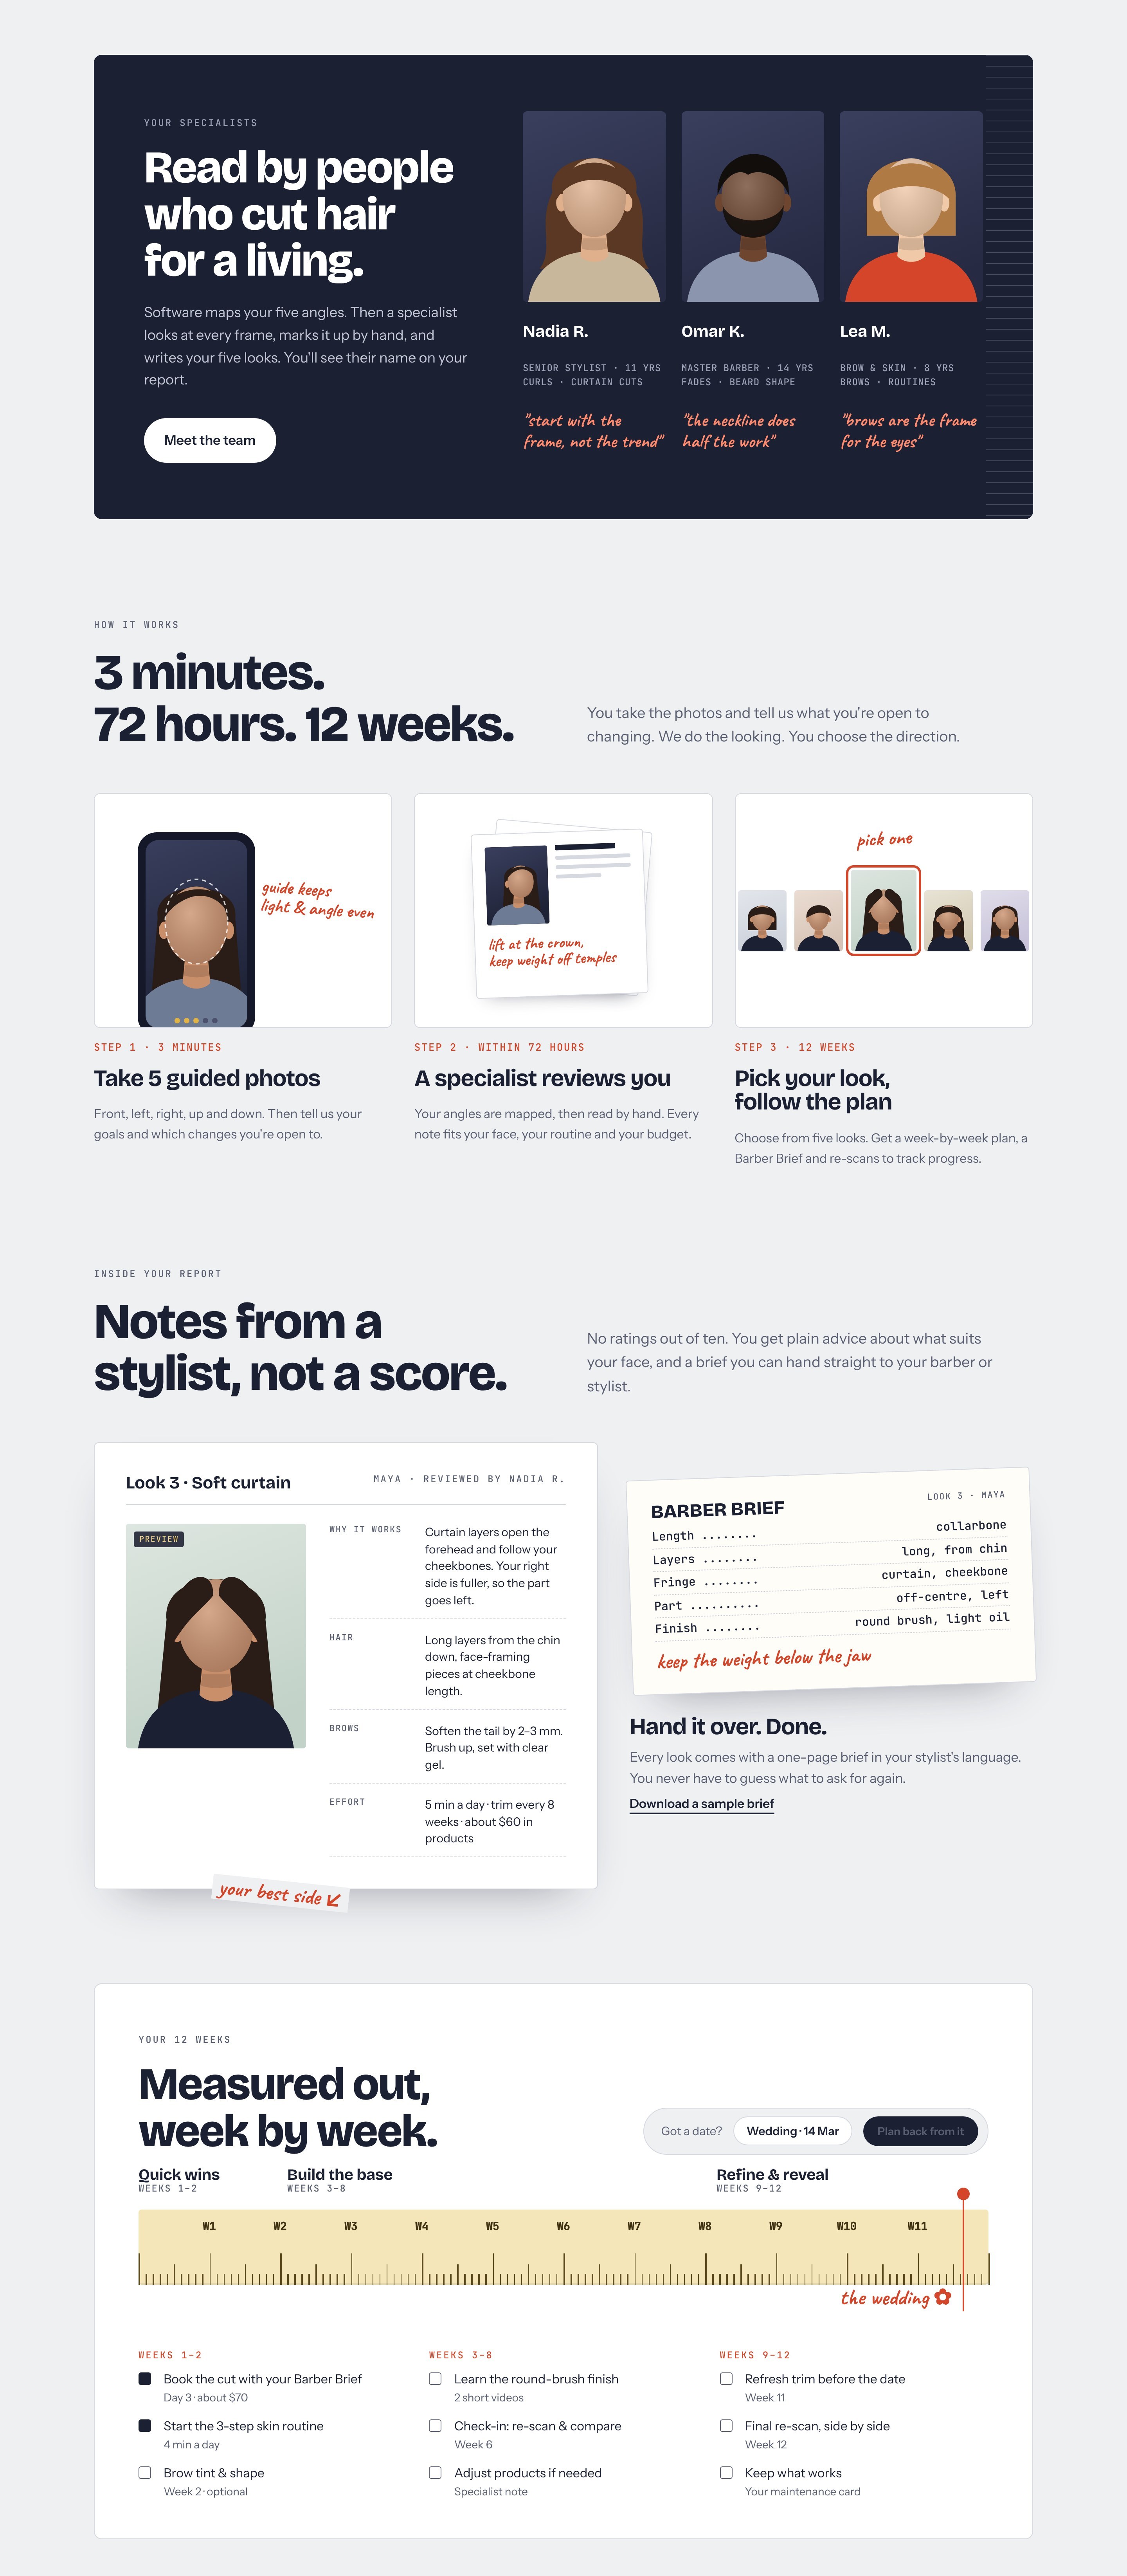 YOUR SPECIALISTS
Read by people
who cut hair
for a living.
Software maps your five angles. Then a specialist
looks at every frame, marks it up by hand, and
writes your five looks. You'll see their name on your
report.
Meet the team
Nadia R.
SENIOR STYLIST · 11 YRS
CURLS · CURTAIN CUTS
"start with the
frame, not the trend"
Omar K.
MASTER BARBER · 14 YRS
FADES · BEARD SHAPE
"the neckline does
half the work"
Lea M.
BROW & SKIN · 8 YRS
BROWS · ROUTINES
"brows are the frame
for the eyes"
HOW IT WORKS
3 minutes.
72 hours. 12 weeks.
You take the photos and tell us what you're open to
changing. We do the looking. You choose the direction.
guide keeps
light & angle even
STEP 1 · 3 MINUTES
Take 5 guided photos
Front, left, right, up and down. Then tell us your
goals and which changes you're open to.
lift at the crown,
keep weight off temples
STEP 2 · WITHIN 72 HOURS
A specialist reviews you
Your angles are mapped, then read by hand. Every
note fits your face, your routine and your budget.
pick one
STEP 3 · 12 WEEKS
Pick your look,
follow the plan
Choose from five looks. Get a week-by-week plan, a
Barber Brief and re-scans to track progress.
INSIDE YOUR REPORT
Notes from a
stylist, not a score.
No ratings out of ten. You get plain advice about what suits
your face, and a brief you can hand straight to your barber or
stylist.
Look 3 · Soft curtain
MAYA · REVIEWED BY NADIA R.
PREVIEW
WHY IT WORKS
Curtain layers open the
forehead and follow your
cheekbones. Your right
side is fuller, so the part
goes left.
HAIR
Long layers from the chin
down, face-framing
pieces at cheekbone
length.
BROWS
Soften the tail by 2–3 mm.
Brush up, set with clear
gel.
EFFORT
5 min a day · trim every 8
weeks · about $60 in
products
your best side ↙
BARBER BRIEF
LOOK 3 · MAYA
Length ........ collarbone
Layers ........ long, from chin
Fringe ........ curtain, cheekbone
Part .......... off-centre, left
Finish ........ round brush, light oil
keep the weight below the jaw
Hand it over. Done.
Every look comes with a one-page brief in your stylist's language.
You never have to guess what to ask for again.
Download a sample brief
YOUR 12 WEEKS
Measured out,
week by week.
Got a date? Wedding · 14 Mar Plan back from it
Quick wins
WEEKS 1–2
Build the base
WEEKS 3–8
Refine & reveal
WEEKS 9–12
W1 W2 W3 W4 W5 W6 W7 W8 W9 W10 W11
the wedding ✿
WEEKS 1–2
Book the cut with your Barber Brief
Day 3 · about $70
Start the 3-step skin routine
4 min a day
Brow tint & shape
Week 2 · optional
WEEKS 3–8
Learn the round-brush finish
2 short videos
Check-in: re-scan & compare
Week 6
Adjust products if needed
Specialist note
WEEKS 9–12
Refresh trim before the date
Week 11
Final re-scan, side by side
Week 12
Keep what works
Your maintenance card